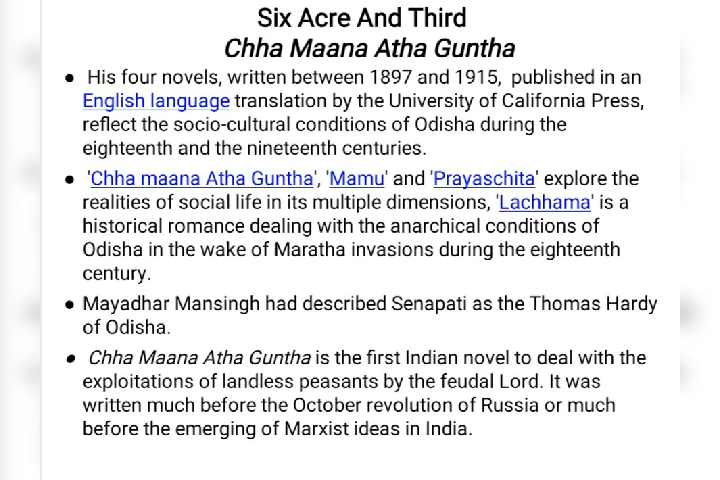 Six Acre And Third
Chha Maana Atha Guntha
● His four novels, written between 1897 and 1915, published in an
English language translation by the University of California Press,
reflect the socio-cultural conditions of Odisha during the
eighteenth and the nineteenth centuries.
● 'Chha maana Atha Guntha', 'Mamu' and 'Prayaschita' explore the
realities of social life in its multiple dimensions, 'Lachhama' is a
historical romance dealing with the anarchical conditions of
Odisha in the wake of Maratha invasions during the eighteenth
century.
● Mayadhar Mansingh had described Senapati as the Thomas Hardy
of Odisha.
● Chha Maana Atha Guntha is the first Indian novel to deal with the
exploitations of landless peasants by the feudal Lord. It was
written much before the October revolution of Russia or much
before the emerging of Marxist ideas in India.